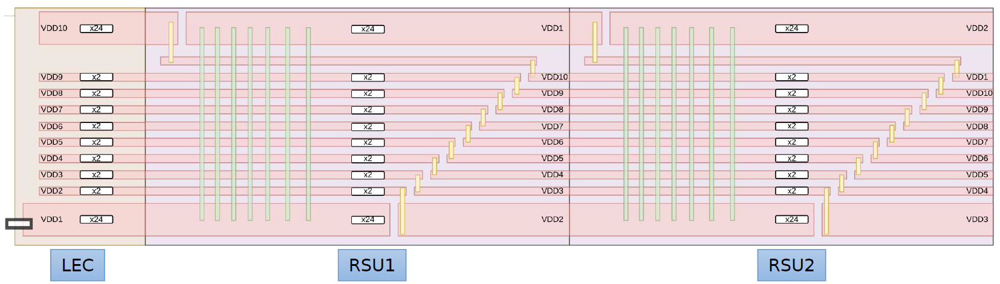 VDD10 x24 x24 VDD1 x24 VDD2
VDD9 x2 x2 VDD10 x2 VDD1
VDD8 x2 x2 VDD9 x2 VDD10
VDD7 x2 x2 VDD8 x2 VDD9
VDD6 x2 x2 VDD7 x2 VDD8
VDD5 x2 x2 VDD6 x2 VDD7
VDD4 x2 x2 VDD5 x2 VDD6
VDD3 x2 x2 VDD4 x2 VDD5
VDD2 x2 x2 VDD3 x2 VDD4
VDD1 x24 x24 VDD2 x24 VDD3
LEC RSU1 RSU2